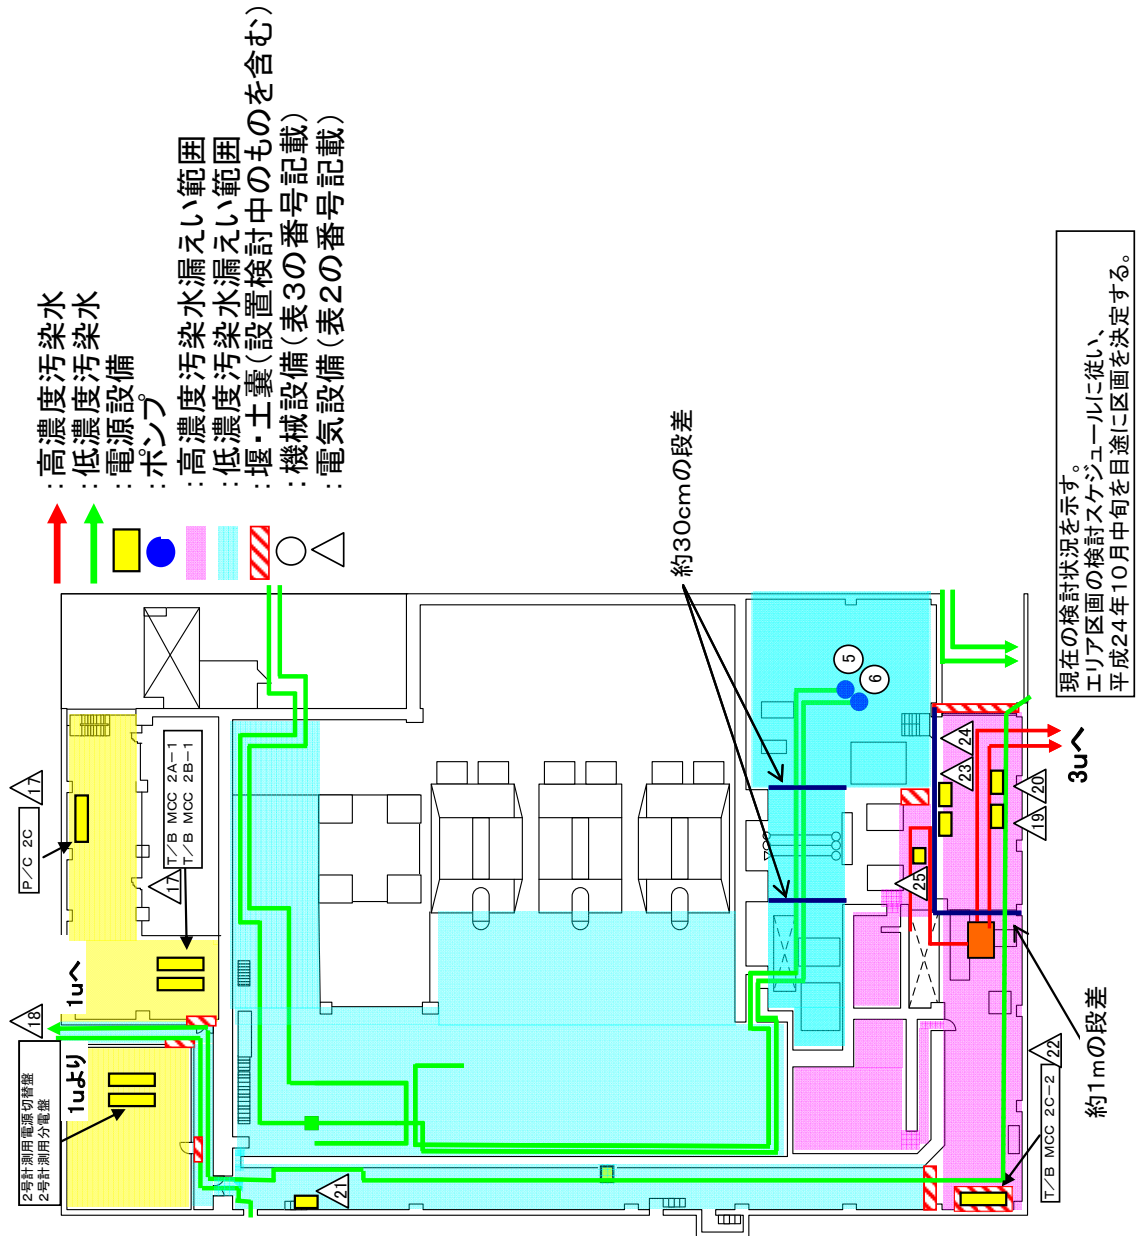 ：高濃度汚染水
：低濃度汚染水
：電源設備
：ポンプ
：高濃度汚染水漏えい範囲
：低濃度汚染水漏えい範囲
：堰・土嚢(設置検討中のものを含む)
：機械設備(表3の番号記載)
：電気設備(表2の番号記載)
P／C 2C
17
T／B MCC 2A−1
T／B MCC 2B−1
17
1uへ
18
2号計測用電源切替盤
2号計測用分電盤
1uより
21
約30cmの段差
5
6
23
24
19
20
25
3uへ
22
T／B MCC 2C−2
約1mの段差
現在の検討状況を示す。
エリア区画の検討スケジュールに従い、
平成24年10月中旬を目途に区画を決定する。